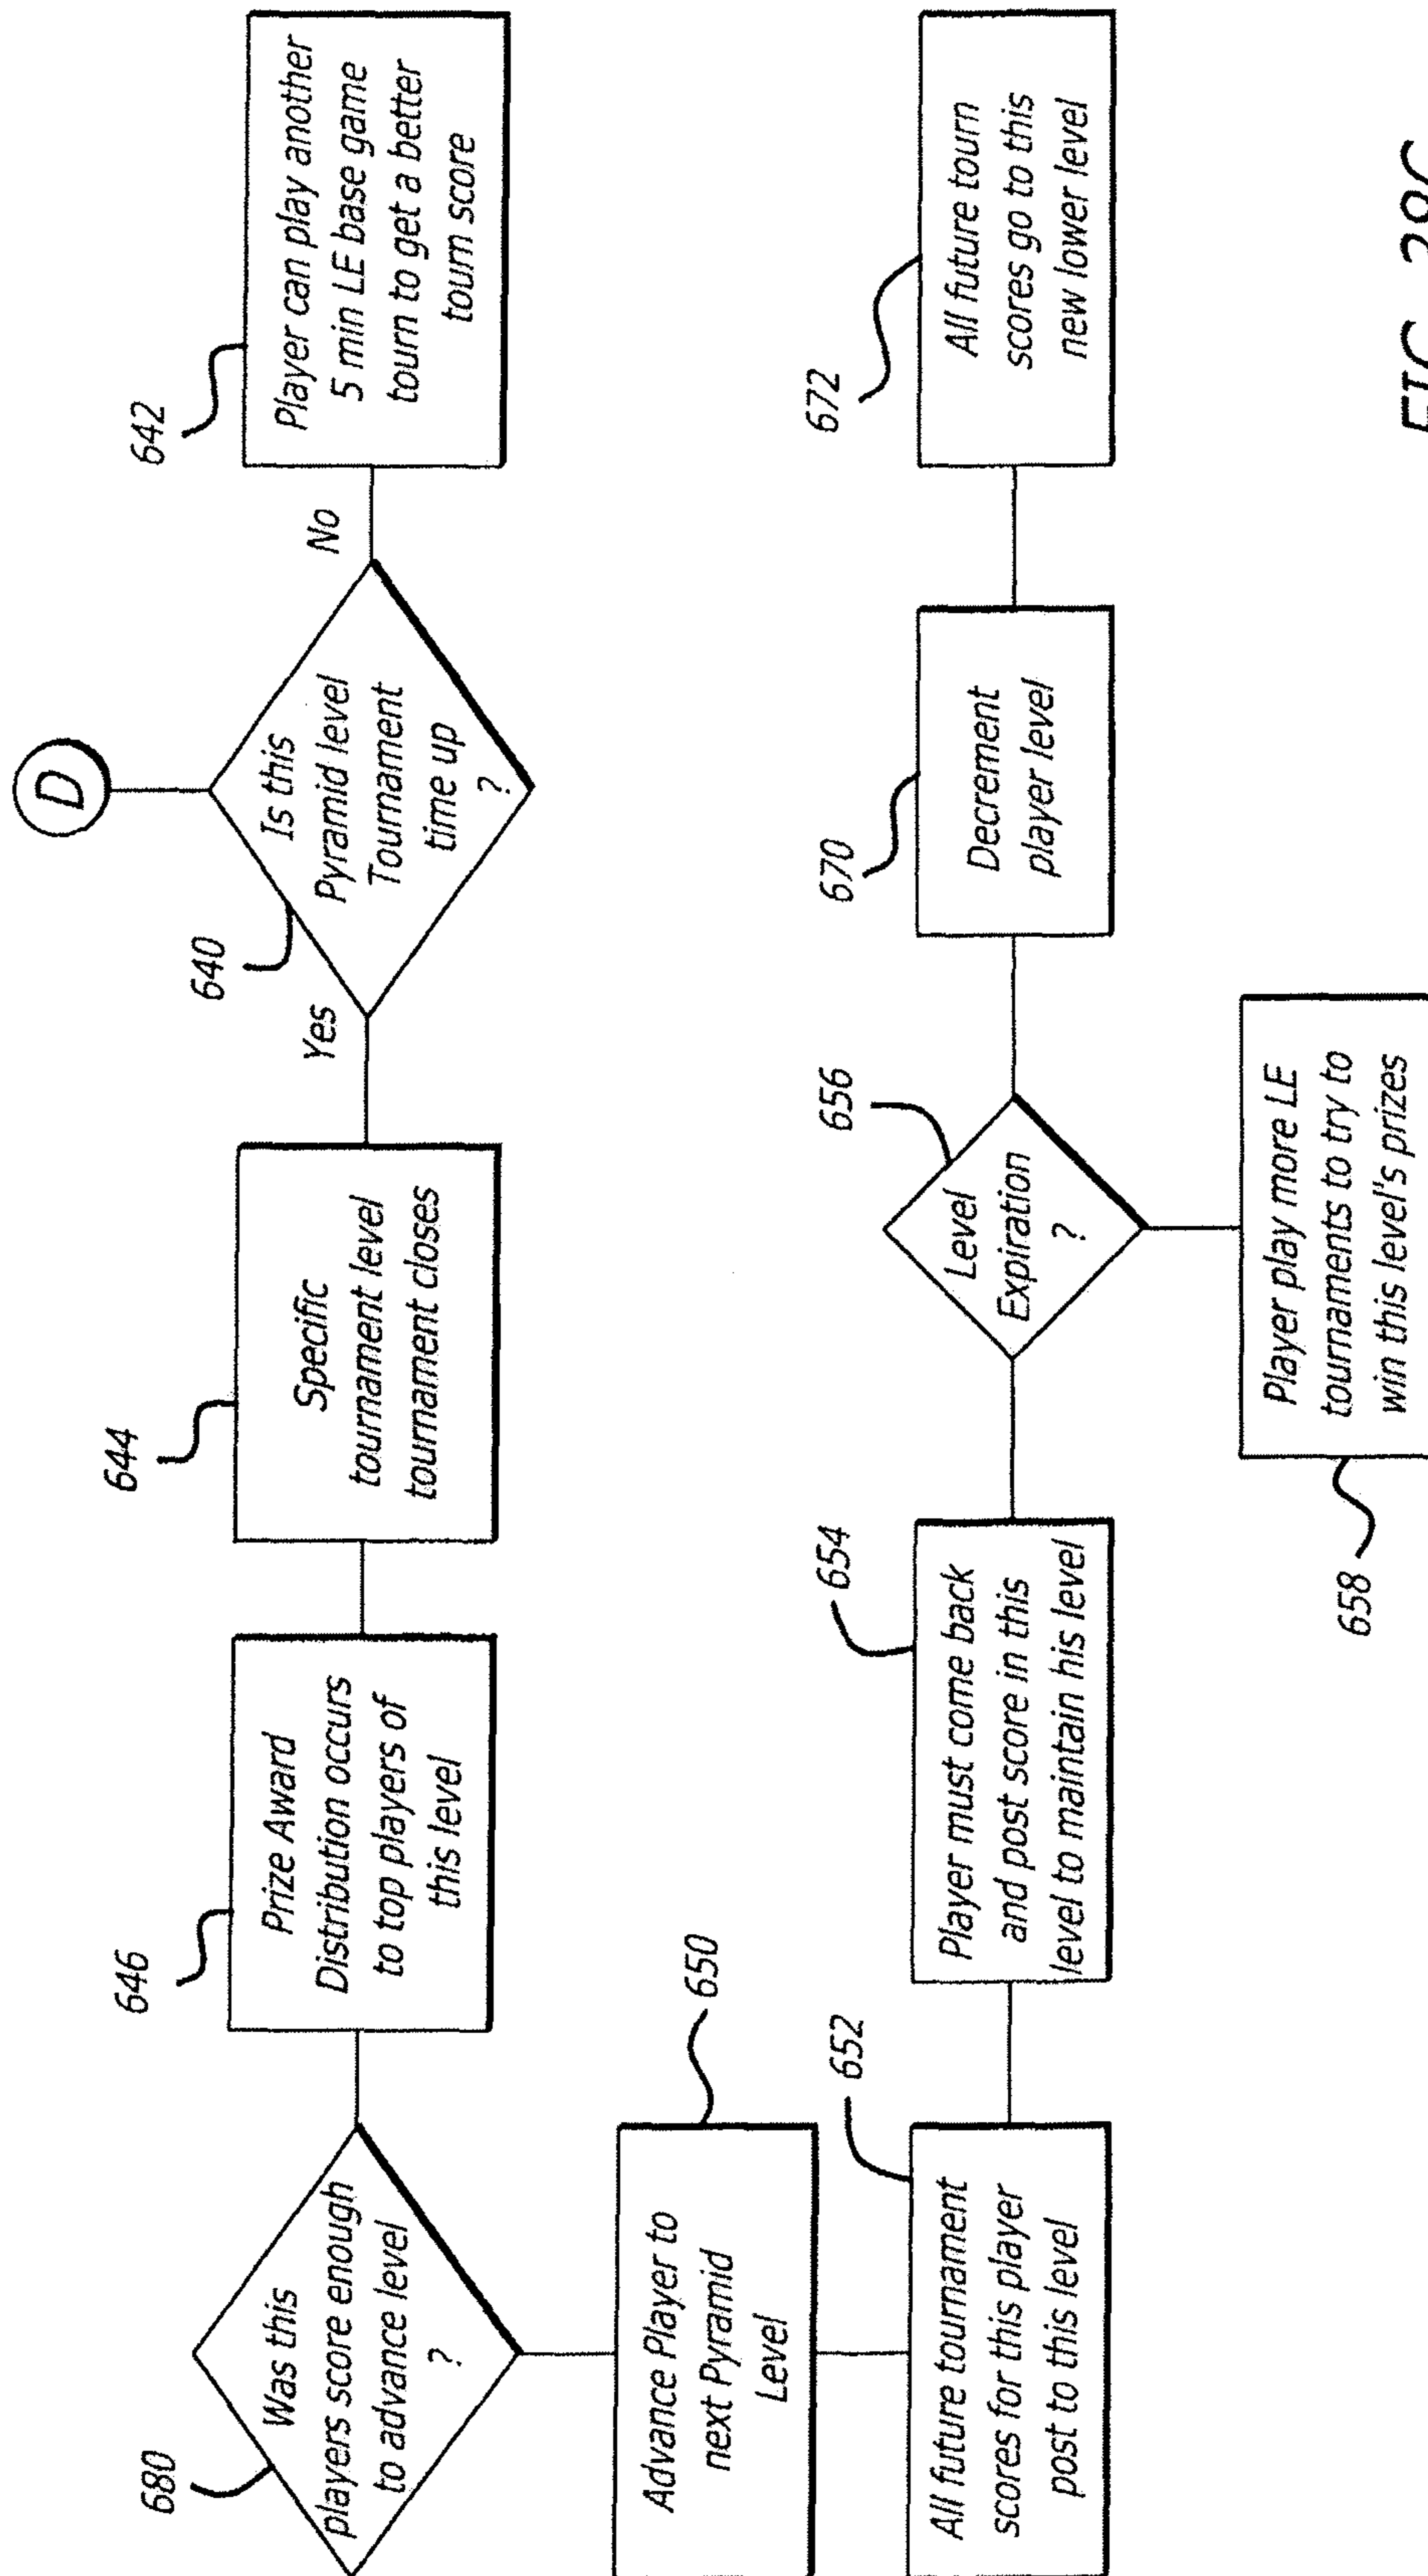 D
640
Is this
Pyramid level
Tournament
time up
?
No
642
Player can play another
5 min LE base game
tourn to get a better
tourn score
Yes
644
Specific
tournament level
tournament closes
646
Prize Award
Distribution occurs
to top players of
this level
680
Was this
players score enough
to advance level
?
650
Advance Player to
next Pyramid
Level
652
All future tournament
scores for this player
post to this level
654
Player must come back
and post score in this
level to maintain his level
656
Level
Expiration
?
658
Player play more LE
tournaments to try to
win this level's prizes
670
Decrement
player level
672
All future tourn
scores go to this
new lower level
FIG. 28C